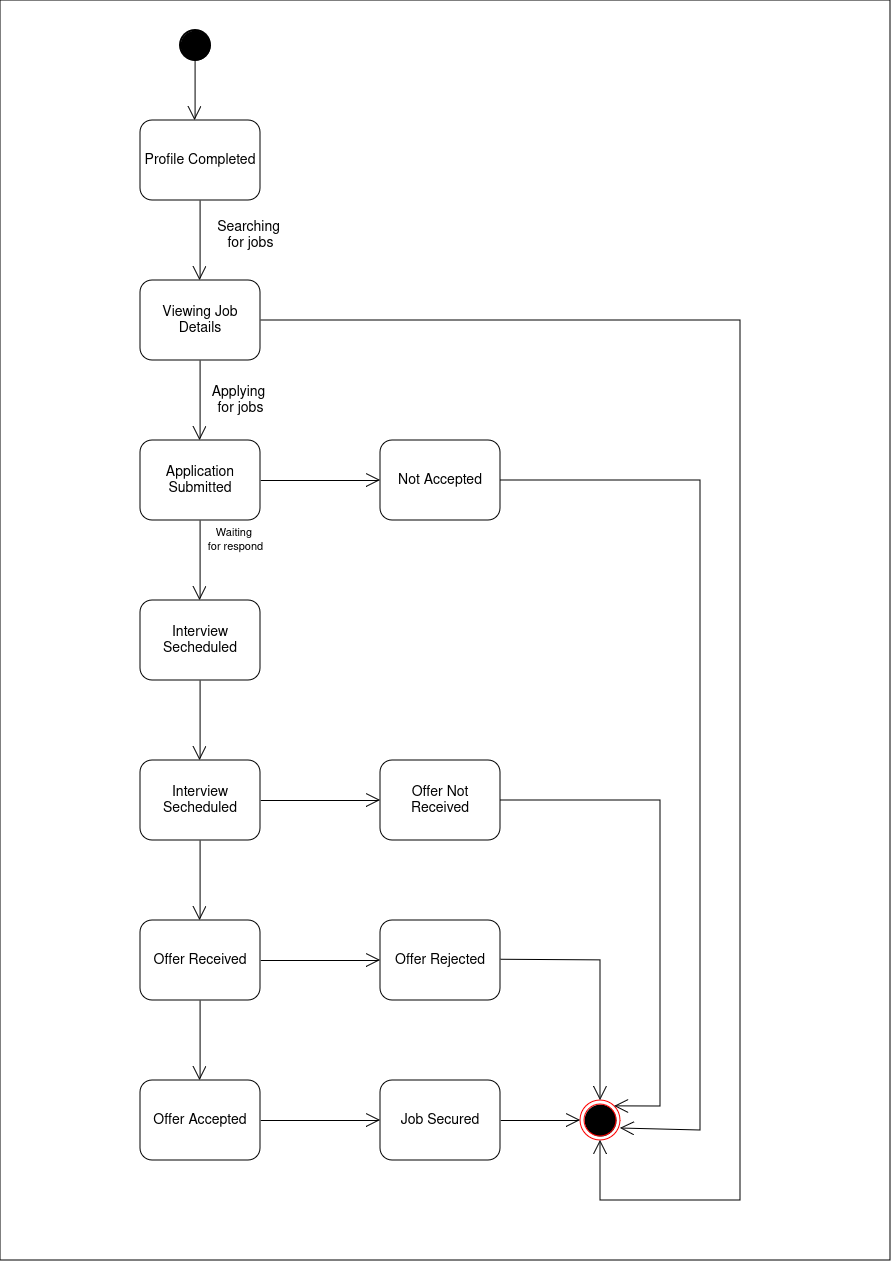 Profile Completed
Searching
for jobs
Viewing Job
Details
Applying
for jobs
Application
Submitted
Not Accepted
Waiting
for respond
Interview
Secheduled
Interview
Secheduled
Offer Not
Received
Offer Received
Offer Rejected
Offer Accepted
Job Secured